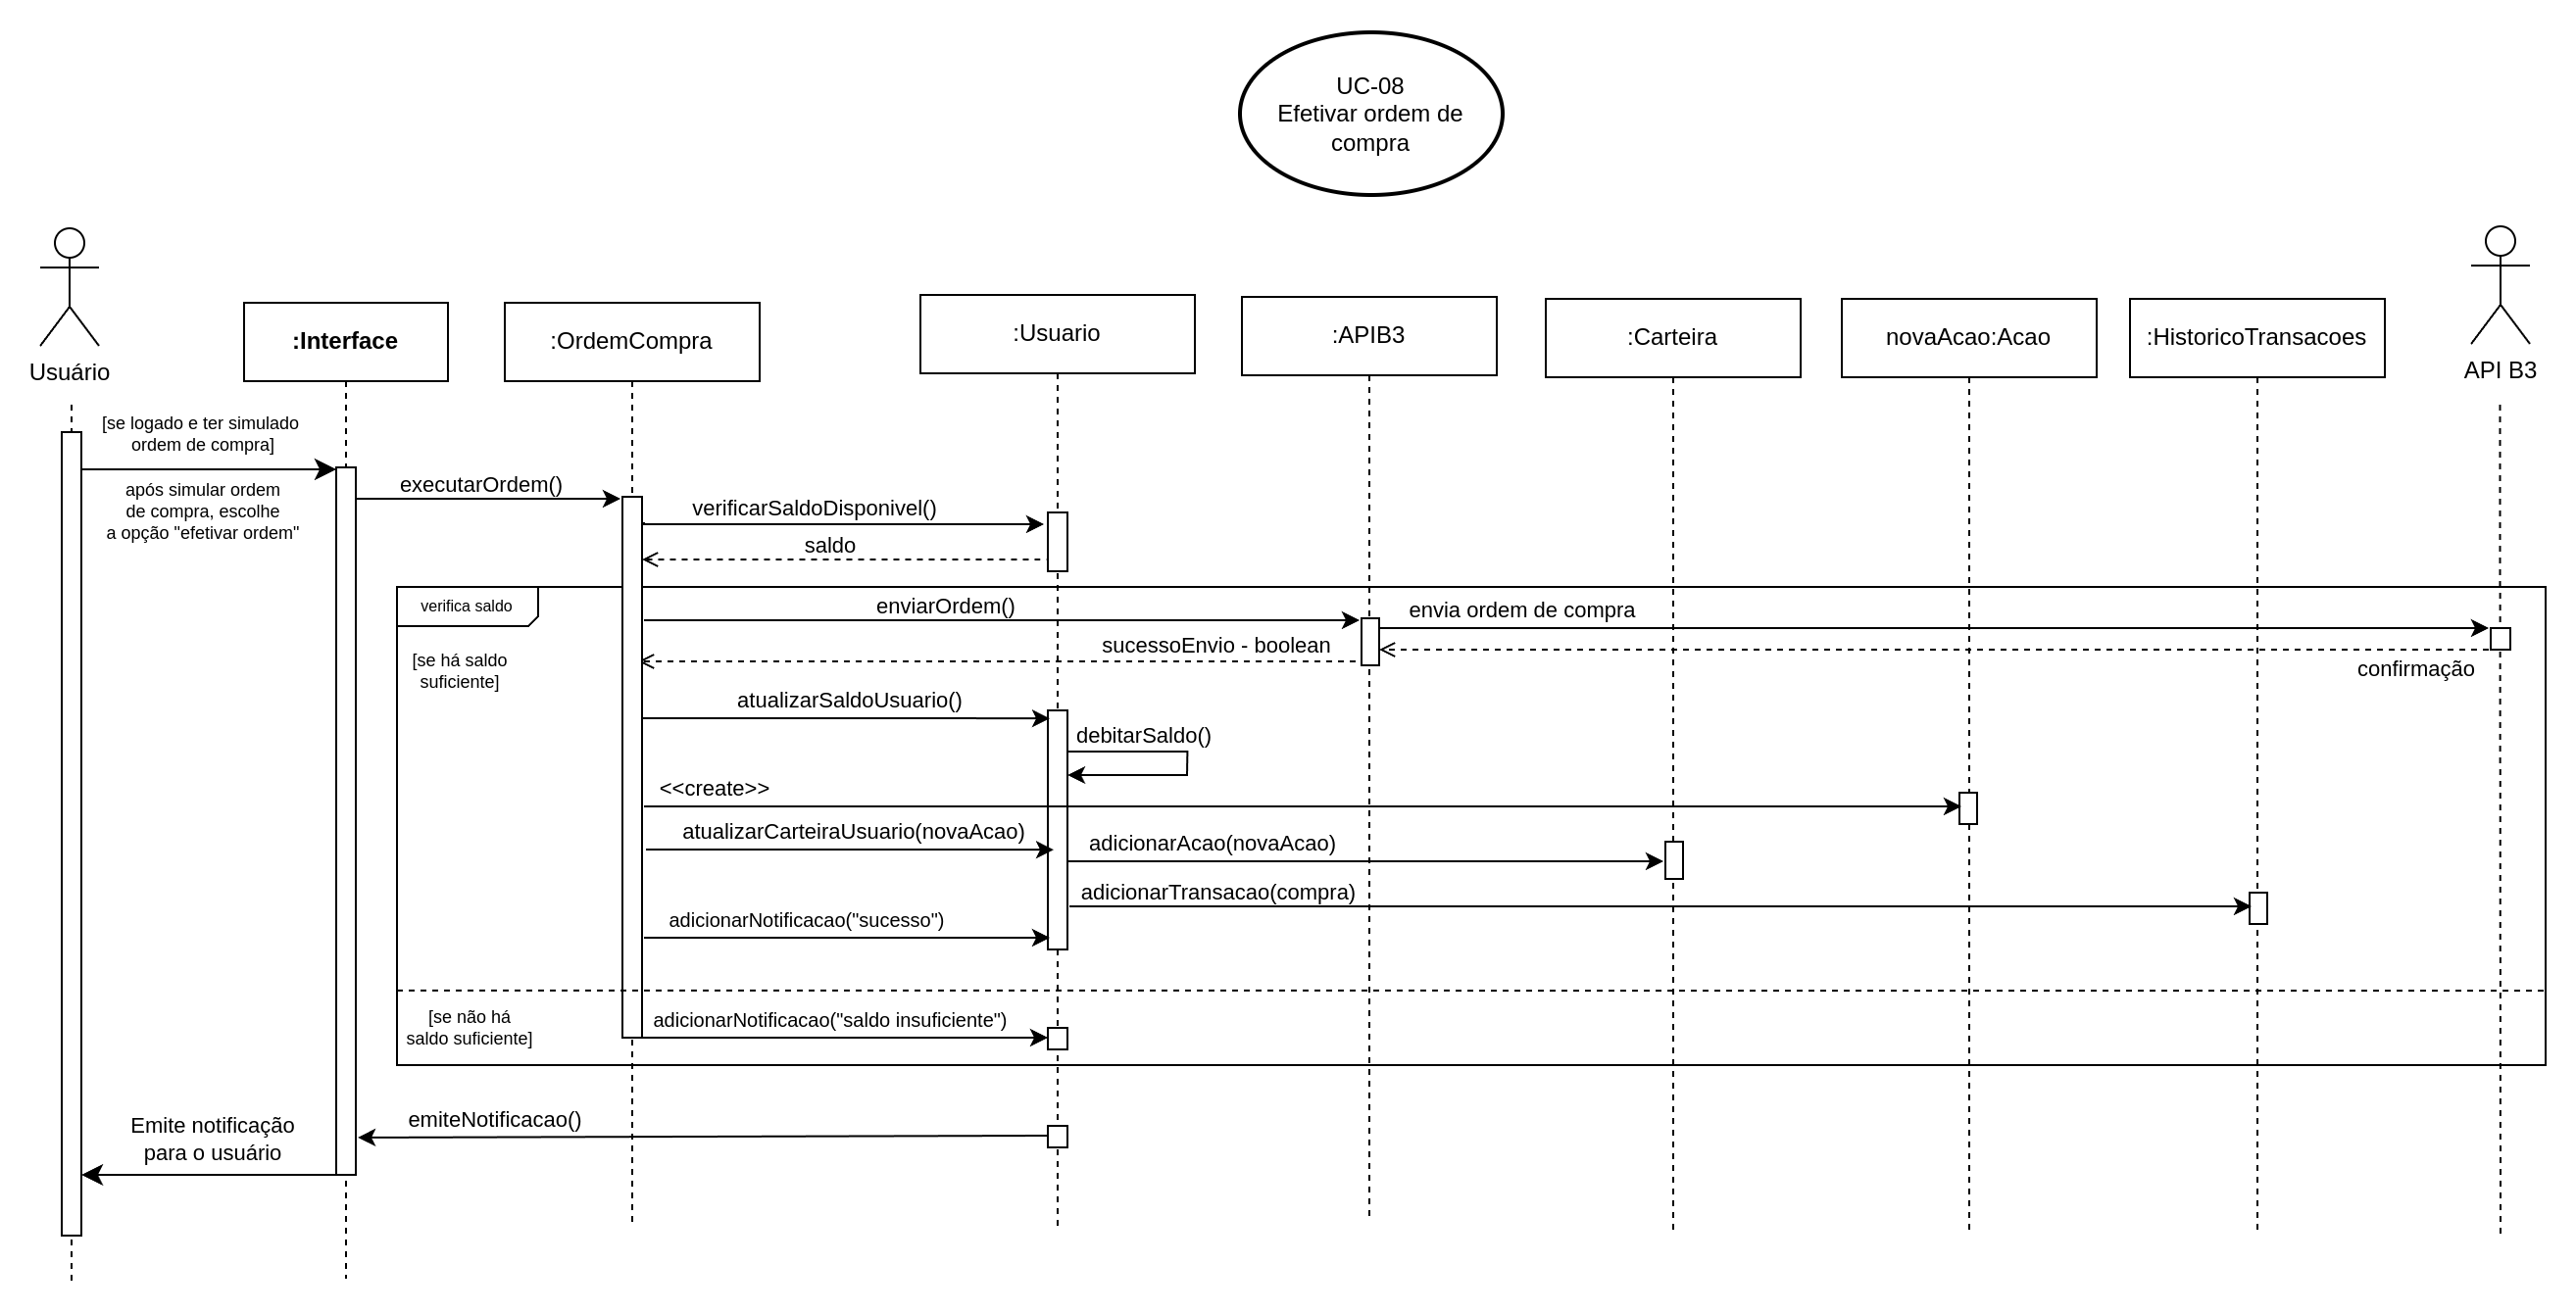 UC-08
Efetivar ordem de
compra
Usuário
:Interface
:OrdemCompra
:Usuario
:APIB3
:Carteira
novaAcao:Acao
:HistoricoTransacoes
API B3
[se logado e ter simulado
ordem de compra]
após simular ordem
de compra, escolhe
a opção "efetivar ordem"
executarOrdem()
verificarSaldoDisponivel()
saldo
verifica saldo
enviarOrdem()
envia ordem de compra
sucessoEnvio - boolean
confirmação
[se há saldo
suficiente]
atualizarSaldoUsuario()
debitarSaldo()
<<create>>
atualizarCarteiraUsuario(novaAcao)
adicionarAcao(novaAcao)
adicionarTransacao(compra)
adicionarNotificacao("sucesso")
[se não há
saldo suficiente]
adicionarNotificacao("saldo insuficiente")
emiteNotificacao()
Emite notificação
para o usuário